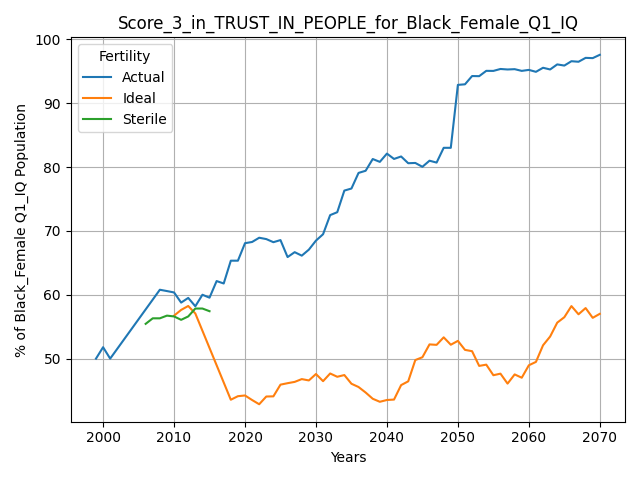 Score_3_in_TRUST_IN_PEOPLE_for_Black_Female_Q1_IQ
Fertility
Actual
Ideal
Sterile
% of Black_Female Q1_IQ Population
100
90
80
70
60
50
2000 2010 2020 2030 2040 2050 2060 2070
Years